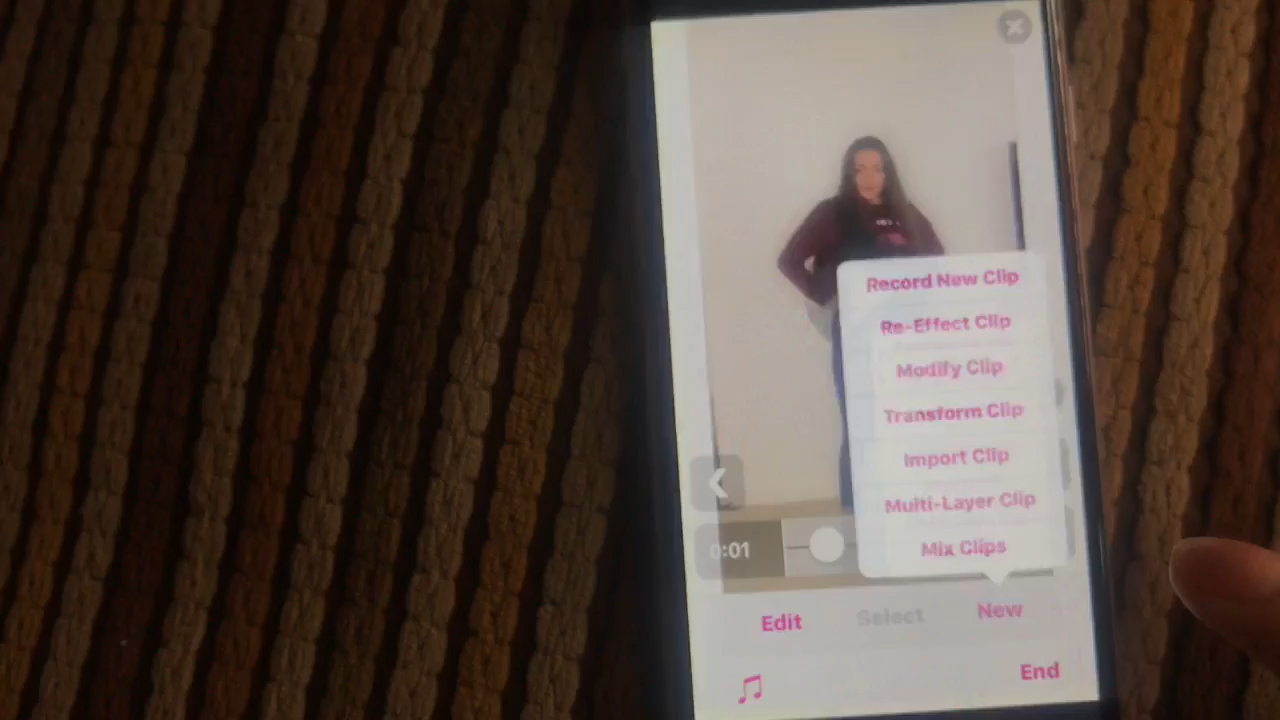 Record New Clip
Re-Effect Clip
Modify Clip
Transform Clip
Import Clip
Multi-Layer Clip
0:01
Mix Clips
Edit
Select
New
End